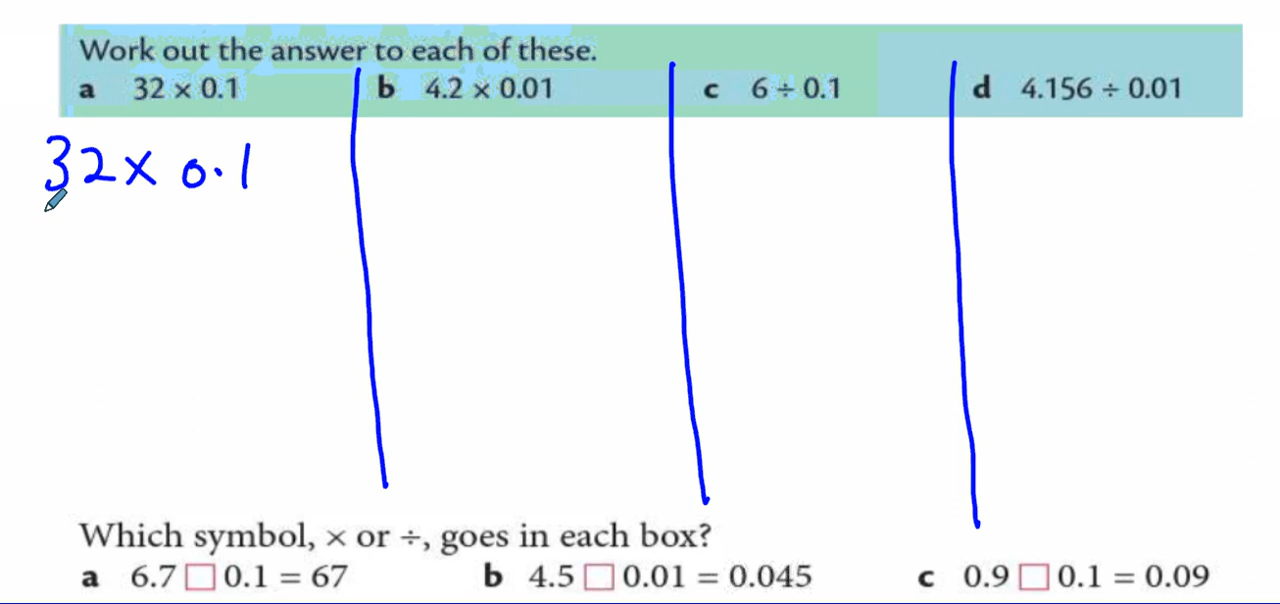 Work out the answer to each of these.
a 32 × 0.1 b 4.2 × 0.01 c 6 ÷ 0.1 d 4.156 ÷ 0.01
32 × 0.1
Which symbol, × or ÷, goes in each box?
a 6.7 □ 0.1 = 67 b 4.5 □ 0.01 = 0.045 c 0.9 □ 0.1 = 0.09